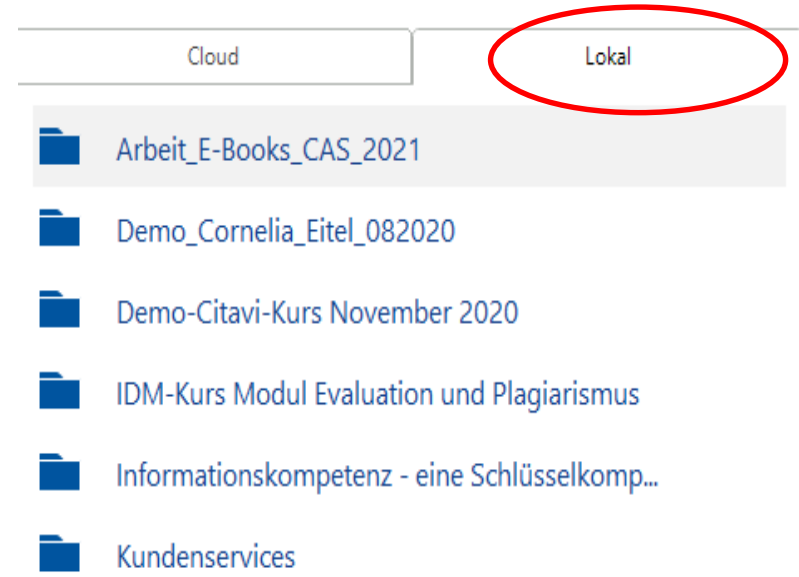 Cloud
Lokal
Arbeit_E-Books_CAS_2021
Demo_Cornelia_Eitel_082020
Demo-Citavi-Kurs November 2020
IDM-Kurs Modul Evaluation und Plagiarismus
Informationskompetenz - eine Schlüsselkomp...
Kundenservices